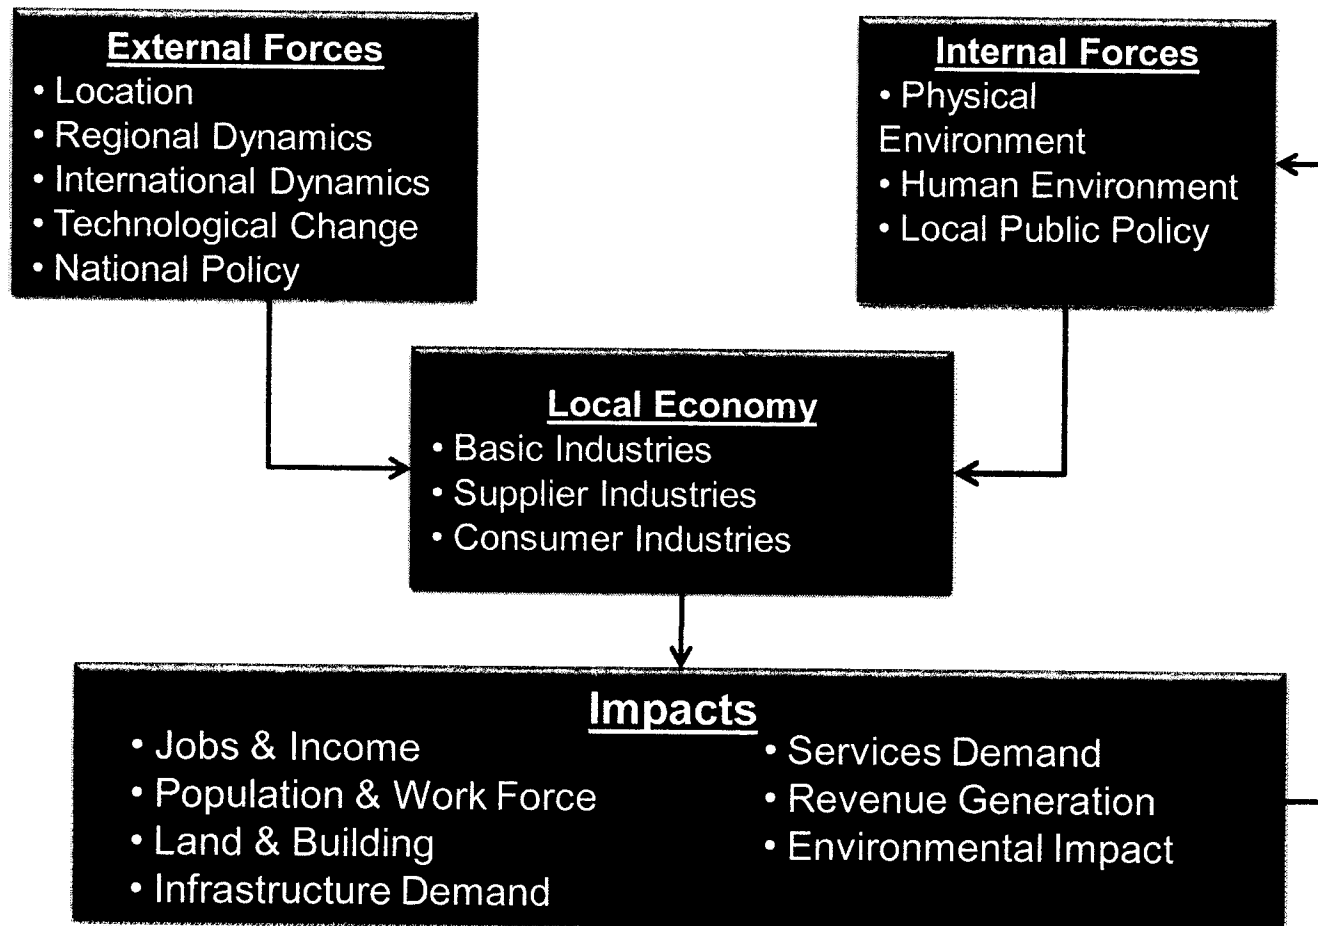 External Forces
• Location
• Regional Dynamics
• International Dynamics
• Technological Change
• National Policy
Internal Forces
• Physical
Environment
• Human Environment
• Local Public Policy
Local Economy
• Basic Industries
• Supplier Industries
• Consumer Industries
Impacts
• Jobs & Income
• Population & Work Force
• Land & Building
• Infrastructure Demand
• Services Demand
• Revenue Generation
• Environmental Impact